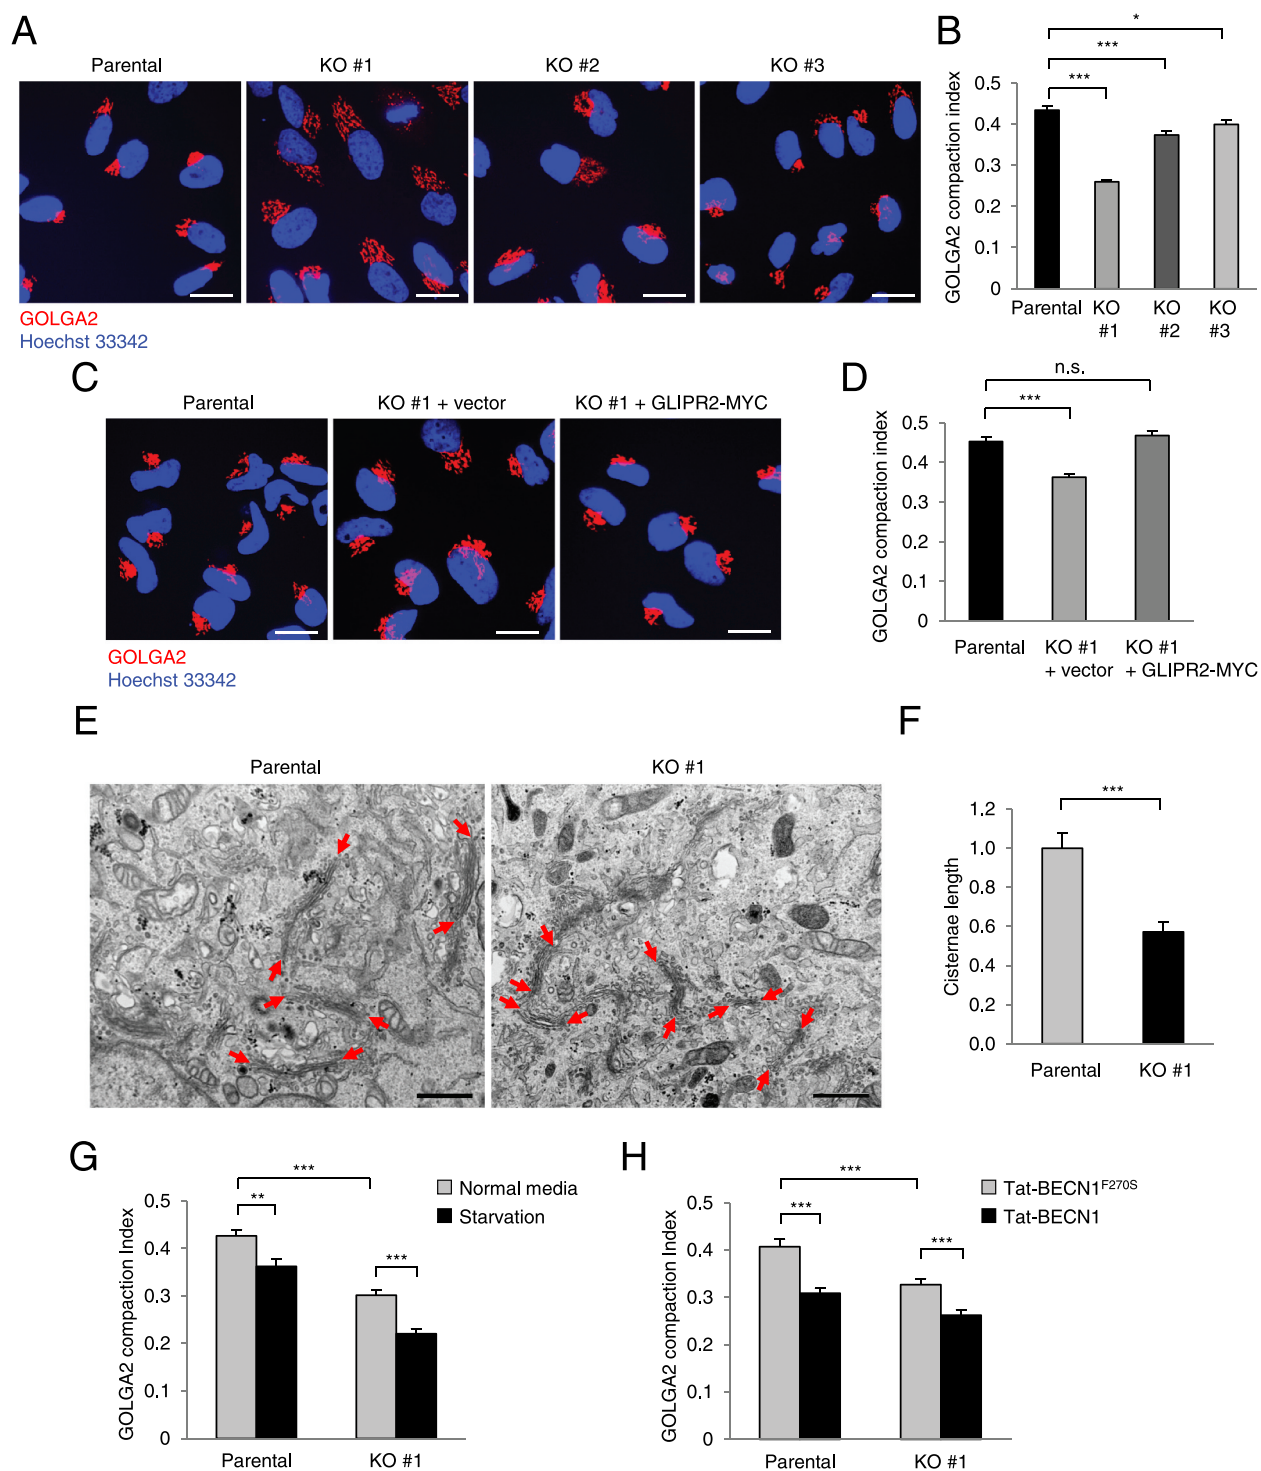 A
Parental
KO #1
KO #2
KO #3
GOLGA2
Hoechst 33342
B
GOLGA2 compaction index
0.5
0.4
0.3
0.2
0.1
0
*
***
***
Parental
KO #1
KO #2
KO #3
C
Parental
KO #1 + vector
KO #1 + GLIPR2-MYC
GOLGA2
Hoechst 33342
D
GOLGA2 compaction index
0.5
0.4
0.3
0.2
0.1
0
n.s.
***
Parental
KO #1
+ vector
KO #1
+ GLIPR2-MYC
E
Parental
KO #1
F
Cisternae length
1.2
1.0
0.8
0.6
0.4
0.2
0.0
***
Parental
KO #1
G
GOLGA2 compaction Index
0.5
0.4
0.3
0.2
0.1
0
***
**
***
Normal media
Starvation
Parental
KO #1
H
GOLGA2 compaction Index
0.5
0.4
0.3
0.2
0.1
0
***
***
***
Tat-BECN1F270S
Tat-BECN1
Parental
KO #1